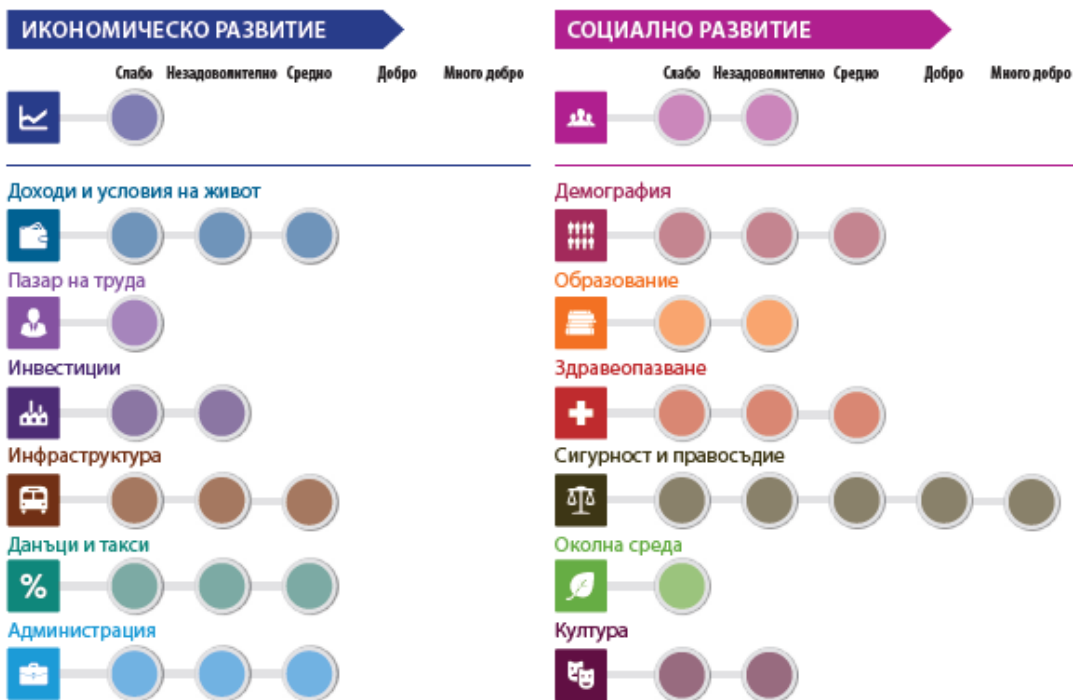 ИКОНОМИЧЕСКО РАЗВИТИЕ
Слабо Незадоволително Средно Добро Много добро
Доходи и условия на живот
Пазар на труда
Инвестиции
Инфраструктура
Данъци и такси
%
Администрация
СОЦИАЛНО РАЗВИТИЕ
Слабо Незадоволително Средно Добро Много добро
Демография
Образование
Здравеопазване
Сигурност и правосъдие
Околна среда
Култура